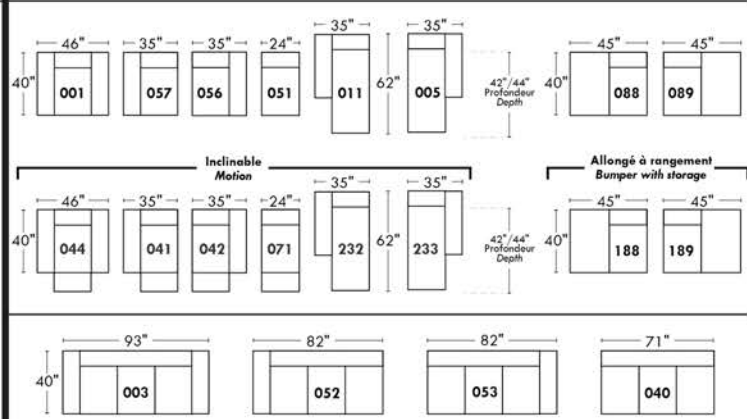 46" 35" 35" 24" 35" 35" 45" 45"
40" 001 057 056 051 011 62" 005 42"/44" Profondeur Depth 40" 088 089
Inclinable
Motion
Allongé à rangement
Bumper with storage
46" 35" 35" 24" 35" 35" 45" 45"
40" 044 041 042 071 232 62" 233 42"/44" Profondeur Depth 40" 188 189
93" 82" 82" 71"
40" 003 052 053 040